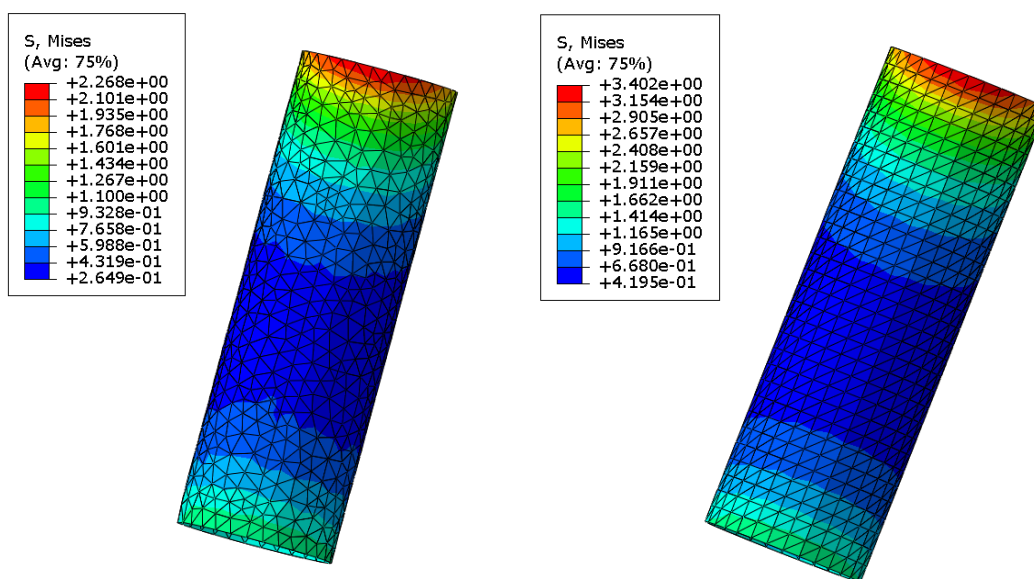 S, Mises
(Avg: 75%)
+2.268e+00
+2.101e+00
+1.935e+00
+1.768e+00
+1.601e+00
+1.434e+00
+1.267e+00
+1.100e+00
+9.328e-01
+7.658e-01
+5.988e-01
+4.319e-01
+2.649e-01
S, Mises
(Avg: 75%)
+3.402e+00
+3.154e+00
+2.905e+00
+2.657e+00
+2.408e+00
+2.159e+00
+1.911e+00
+1.662e+00
+1.414e+00
+1.165e+00
+9.166e-01
+6.680e-01
+4.195e-01